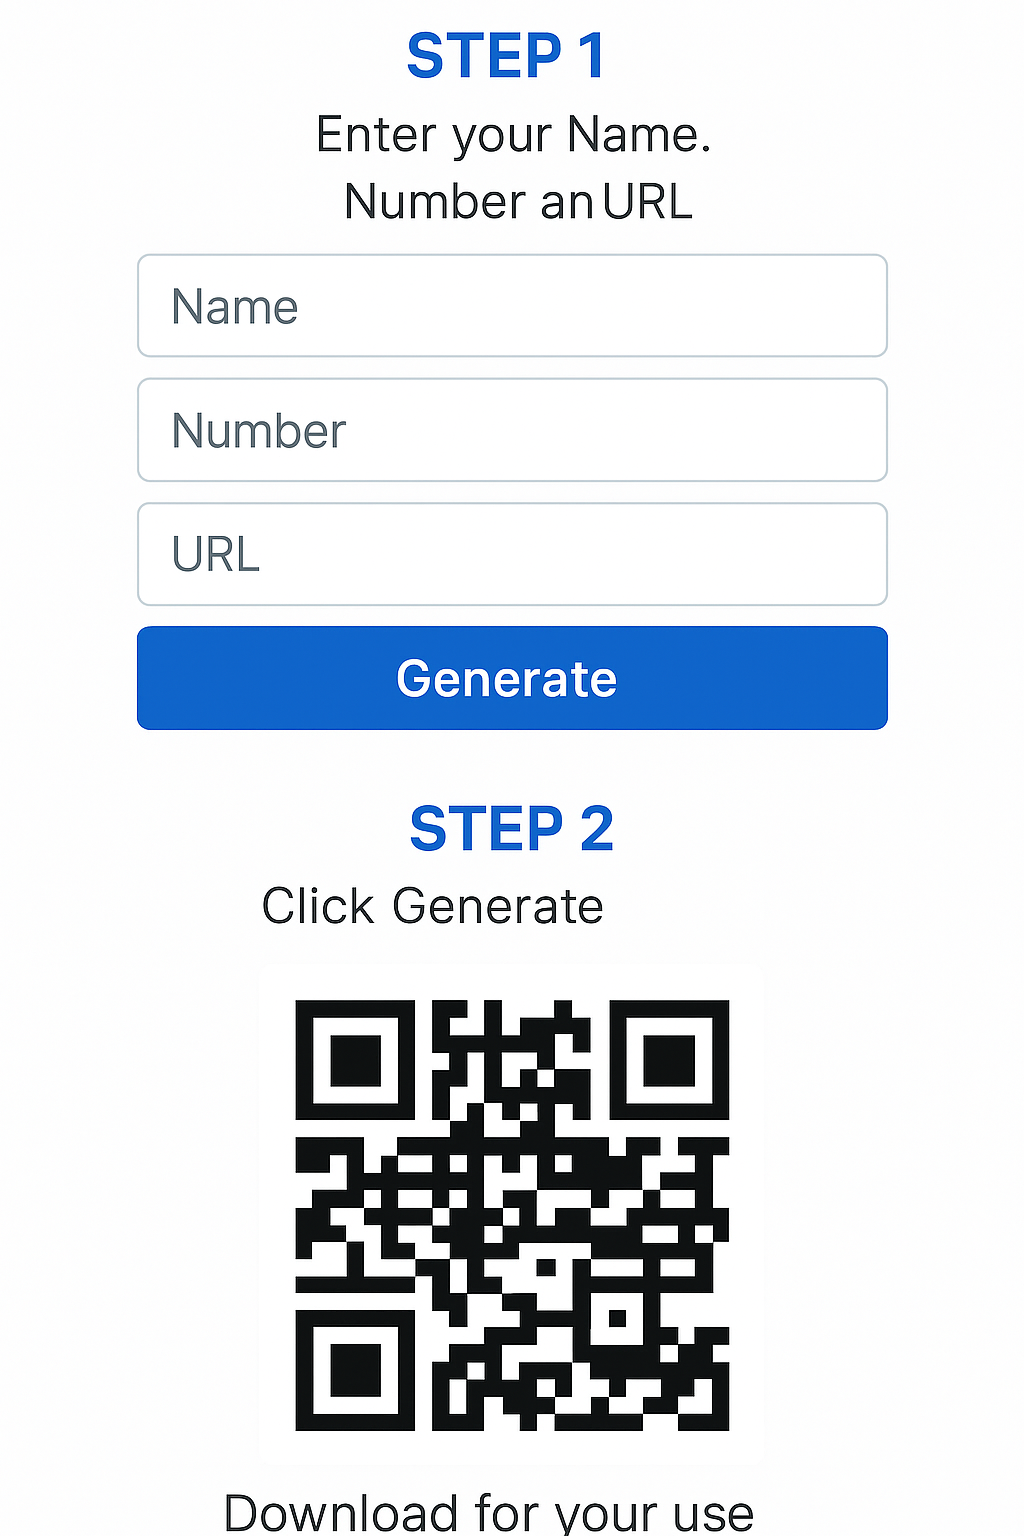 STEP 1
Enter your Name.
Number an URL
Name
Number
URL
Generate
STEP 2
Click Generate
Download for your use